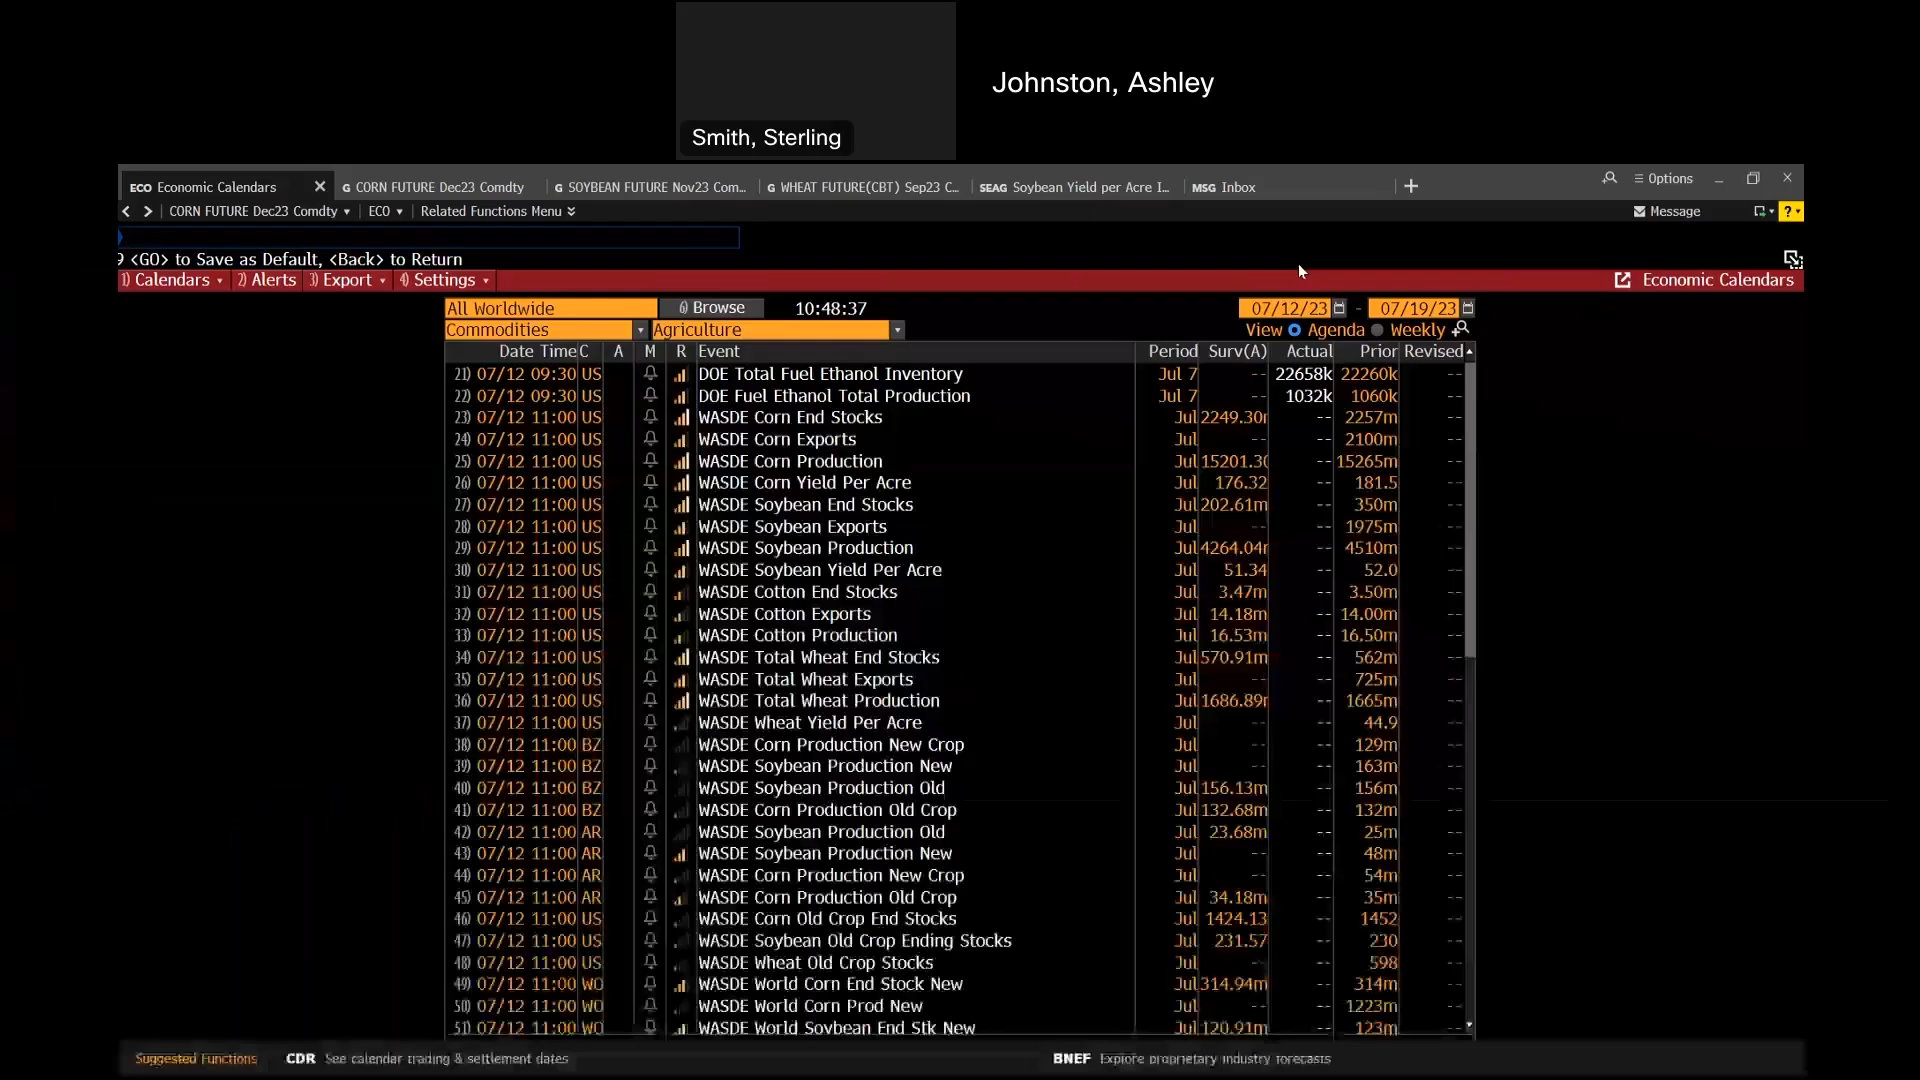 Johnston, Ashley
Smith, Sterling
ECO Economic Calendars × G CORN FUTURE Dec23 Comdty G SOYBEAN FUTURE Nov23 Com... G WHEAT FUTURE(CBT) Sep23 C... SEAG Soybean Yield per Acre I... MSG Inbox + Options
< > CORN FUTURE Dec23 Comdty ECO Related Functions Menu Message ?
9 <GO> to Save as Default, <Back> to Return
1) Calendars 2) Alerts 3) Export 4) Settings Economic Calendars
All Worldwide 6) Browse 10:48:37 07/12/23 - 07/19/23
Commodities Agriculture View Agenda Weekly
Date Time C A M R Event Period Surv(A) Actual Prior Revised
21) 07/12 09:30 US DOE Total Fuel Ethanol Inventory Jul 7 -- 22658k 22260k --
22) 07/12 09:30 US DOE Fuel Ethanol Total Production Jul 7 -- 1032k 1060k --
23) 07/12 11:00 US WASDE Corn End Stocks Jul 2249.30 -- 2257m --
24) 07/12 11:00 US WASDE Corn Exports Jul -- -- 2100m --
25) 07/12 11:00 US WASDE Corn Production Jul 15201.3 -- 15265m --
26) 07/12 11:00 US WASDE Corn Yield Per Acre Jul 176.32 -- 181.5 --
27) 07/12 11:00 US WASDE Soybean End Stocks Jul 202.61m -- 350m --
28) 07/12 11:00 US WASDE Soybean Exports Jul -- -- 1975m --
29) 07/12 11:00 US WASDE Soybean Production Jul 4264.04 -- 4510m --
30) 07/12 11:00 US WASDE Soybean Yield Per Acre Jul 51.34 -- 52.0 --
31) 07/12 11:00 US WASDE Cotton End Stocks Jul 3.47m -- 3.50m --
32) 07/12 11:00 US WASDE Cotton Exports Jul 14.18m -- 14.00m --
33) 07/12 11:00 US WASDE Cotton Production Jul 16.53m -- 16.50m --
34) 07/12 11:00 US WASDE Total Wheat End Stocks Jul 570.91m -- 562m --
35) 07/12 11:00 US WASDE Total Wheat Exports Jul -- -- 725m --
36) 07/12 11:00 US WASDE Total Wheat Production Jul 1686.89 -- 1665m --
37) 07/12 11:00 US WASDE Wheat Yield Per Acre Jul -- -- 44.9 --
38) 07/12 11:00 BZ WASDE Corn Production New Crop Jul -- -- 129m --
39) 07/12 11:00 BZ WASDE Soybean Production New Jul -- -- 163m --
40) 07/12 11:00 BZ WASDE Soybean Production Old Jul 156.13m -- 156m --
41) 07/12 11:00 BZ WASDE Corn Production Old Crop Jul 132.68m -- 132m --
42) 07/12 11:00 AR WASDE Soybean Production Old Jul 23.68m -- 25m --
43) 07/12 11:00 AR WASDE Soybean Production New Jul -- -- 48m --
44) 07/12 11:00 AR WASDE Corn Production New Crop Jul -- -- 54m --
45) 07/12 11:00 AR WASDE Corn Production Old Crop Jul 34.18m -- 35m --
46) 07/12 11:00 US WASDE Corn Old Crop End Stocks Jul 1424.13 -- 1452 --
47) 07/12 11:00 US WASDE Soybean Old Crop Ending Stocks Jul 231.57 -- 230 --
48) 07/12 11:00 US WASDE Wheat Old Crop Stocks Jul -- -- 598 --
49) 07/12 11:00 WO WASDE World Corn End Stock New Jul 314.94m -- 314m --
50) 07/12 11:00 WO WASDE World Corn Prod New Jul -- -- 1223m --
51) 07/12 11:00 WO WASDE World Soybean End Stk New Jul 120.91m -- 123m --
Suggested Functions CDR See calendar trading & settlement dates BNEF Explore proprietary industry forecasts